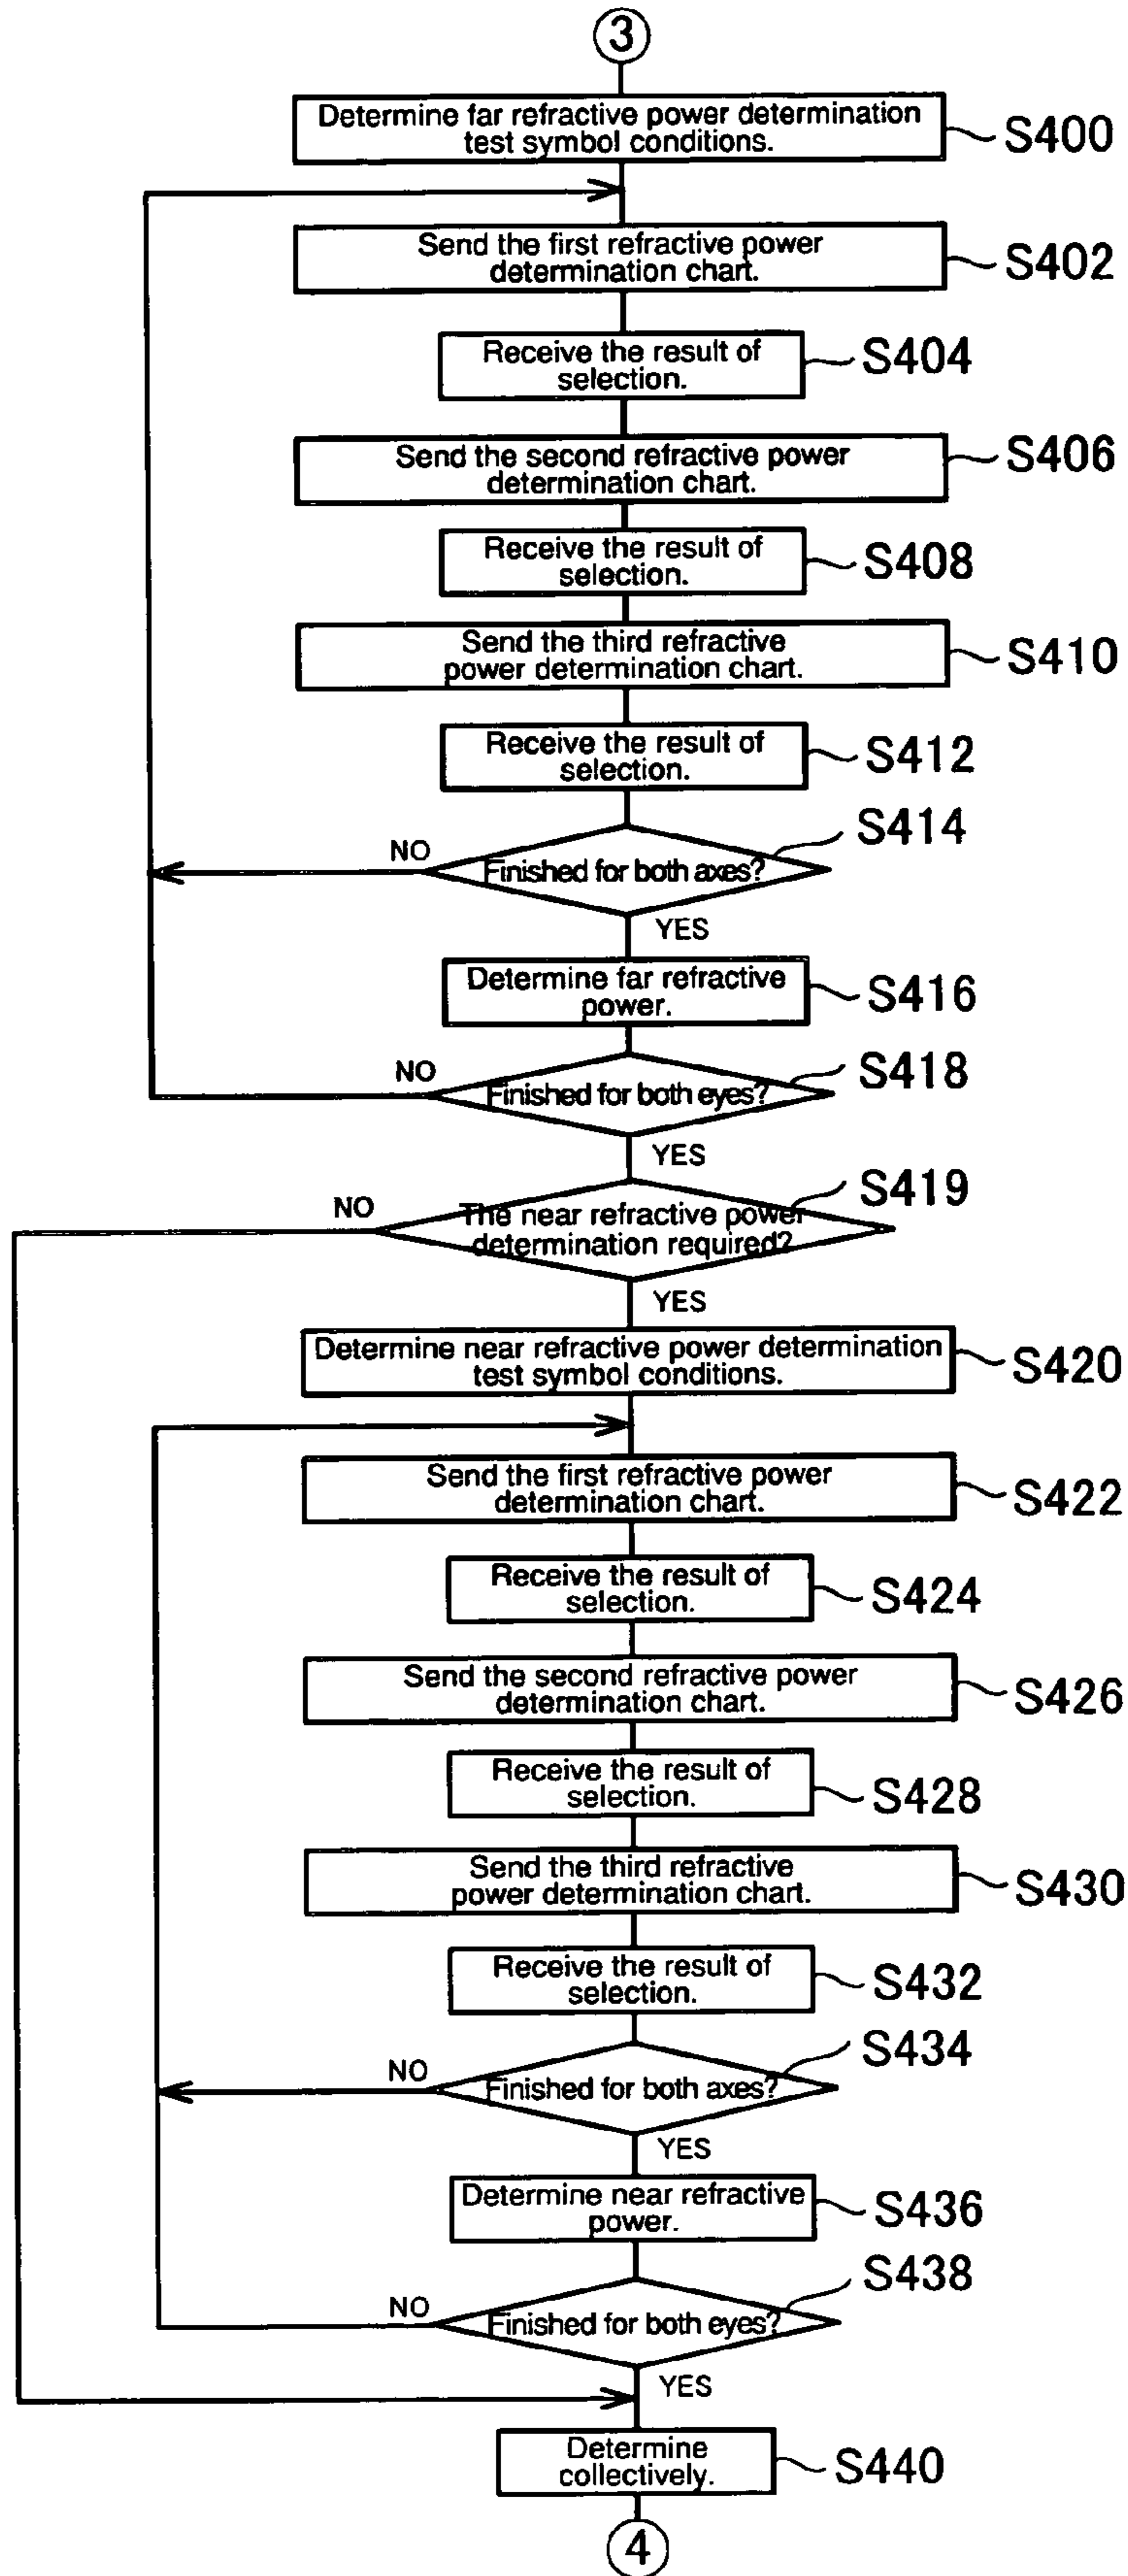 3
Determine far refractive power determination
test symbol conditions.
S400
Send the first refractive power
determination chart.
S402
Receive the result of
selection.
S404
Send the second refractive power
determination chart.
S406
Receive the result of
selection.
S408
Send the third refractive
power determination chart.
S410
Receive the result of
selection.
S412
S414
NO
Finished for both axes?
YES
Determine far refractive
power.
S416
S418
NO
Finished for both eyes?
YES
S419
NO
The near refractive power
determination required?
YES
Determine near refractive power determination
test symbol conditions.
S420
Send the first refractive power
determination chart.
S422
Receive the result of
selection.
S424
Send the second refractive power
determination chart.
S426
Receive the result of
selection.
S428
Send the third refractive
power determination chart.
S430
Receive the result of
selection.
S432
S434
NO
Finished for both axes?
YES
Determine near refractive
power.
S436
S438
NO
Finished for both eyes?
YES
Determine
collectively.
S440
4